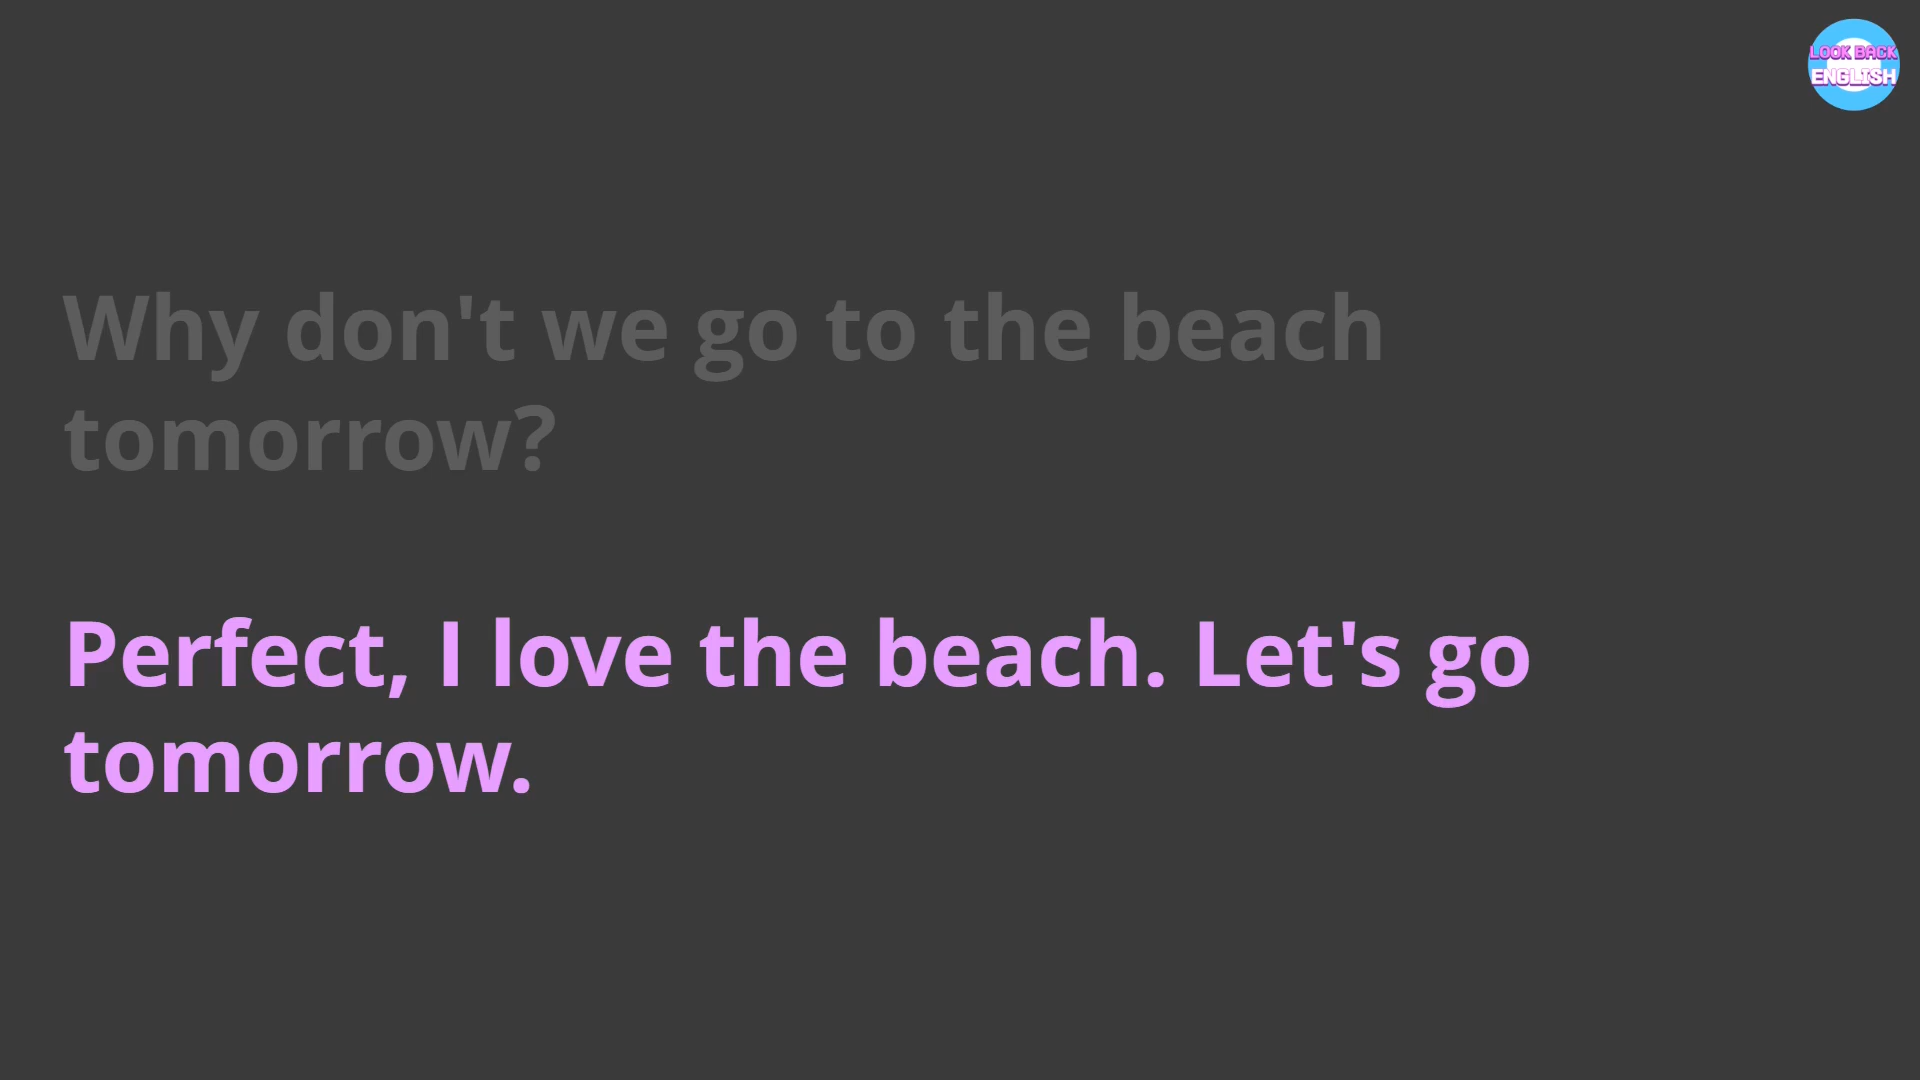 LOOK BACK
ENGLISH
Why don't we go to the beach
tomorrow?
Perfect, I love the beach. Let's go
tomorrow.